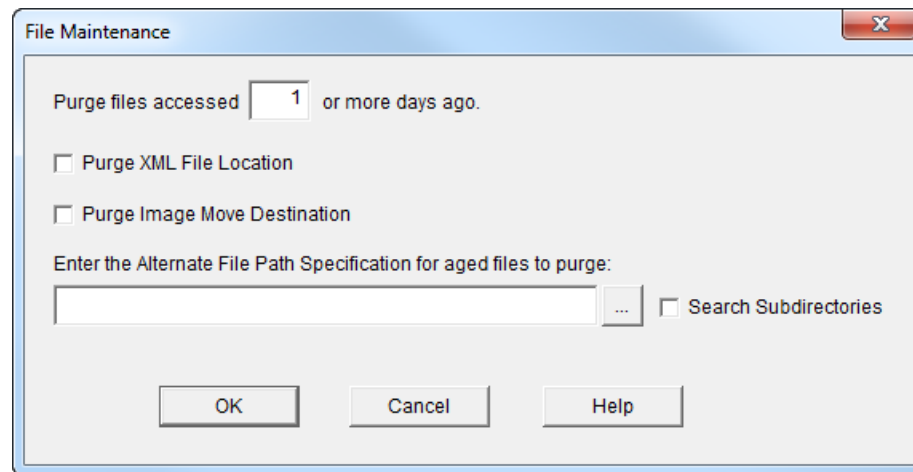 File Maintenance
Purge files accessed 1 or more days ago.
Purge XML File Location
Purge Image Move Destination
Enter the Alternate File Path Specification for aged files to purge:
... Search Subdirectories
OK Cancel Help